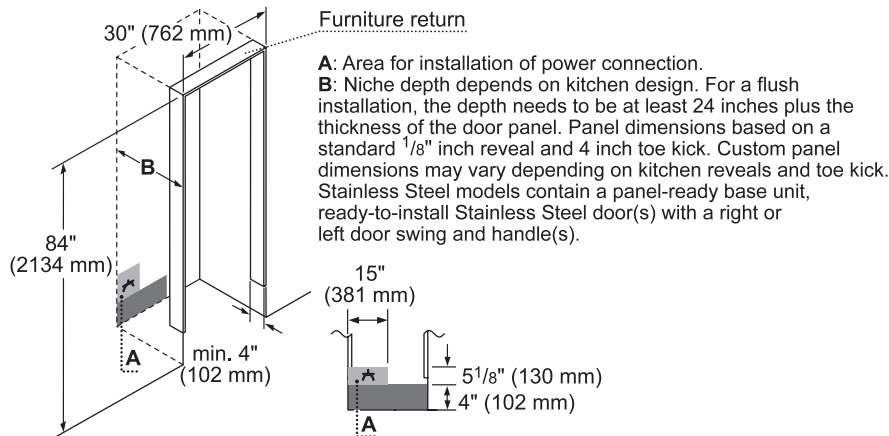 30" (762 mm)
Furniture return
A: Area for installation of power connection.
B: Niche depth depends on kitchen design. For a flush
installation, the depth needs to be at least 24 inches plus the
thickness of the door panel. Panel dimensions based on a
standard 1/8" inch reveal and 4 inch toe kick. Custom panel
dimensions may vary depending on kitchen reveals and toe kick.
Stainless Steel models contain a panel-ready base unit,
ready-to-install Stainless Steel door(s) with a right or
left door swing and handle(s).
B
84"
(2134 mm)
A
min. 4"
(102 mm)
15"
(381 mm)
51/8" (130 mm)
4" (102 mm)
A